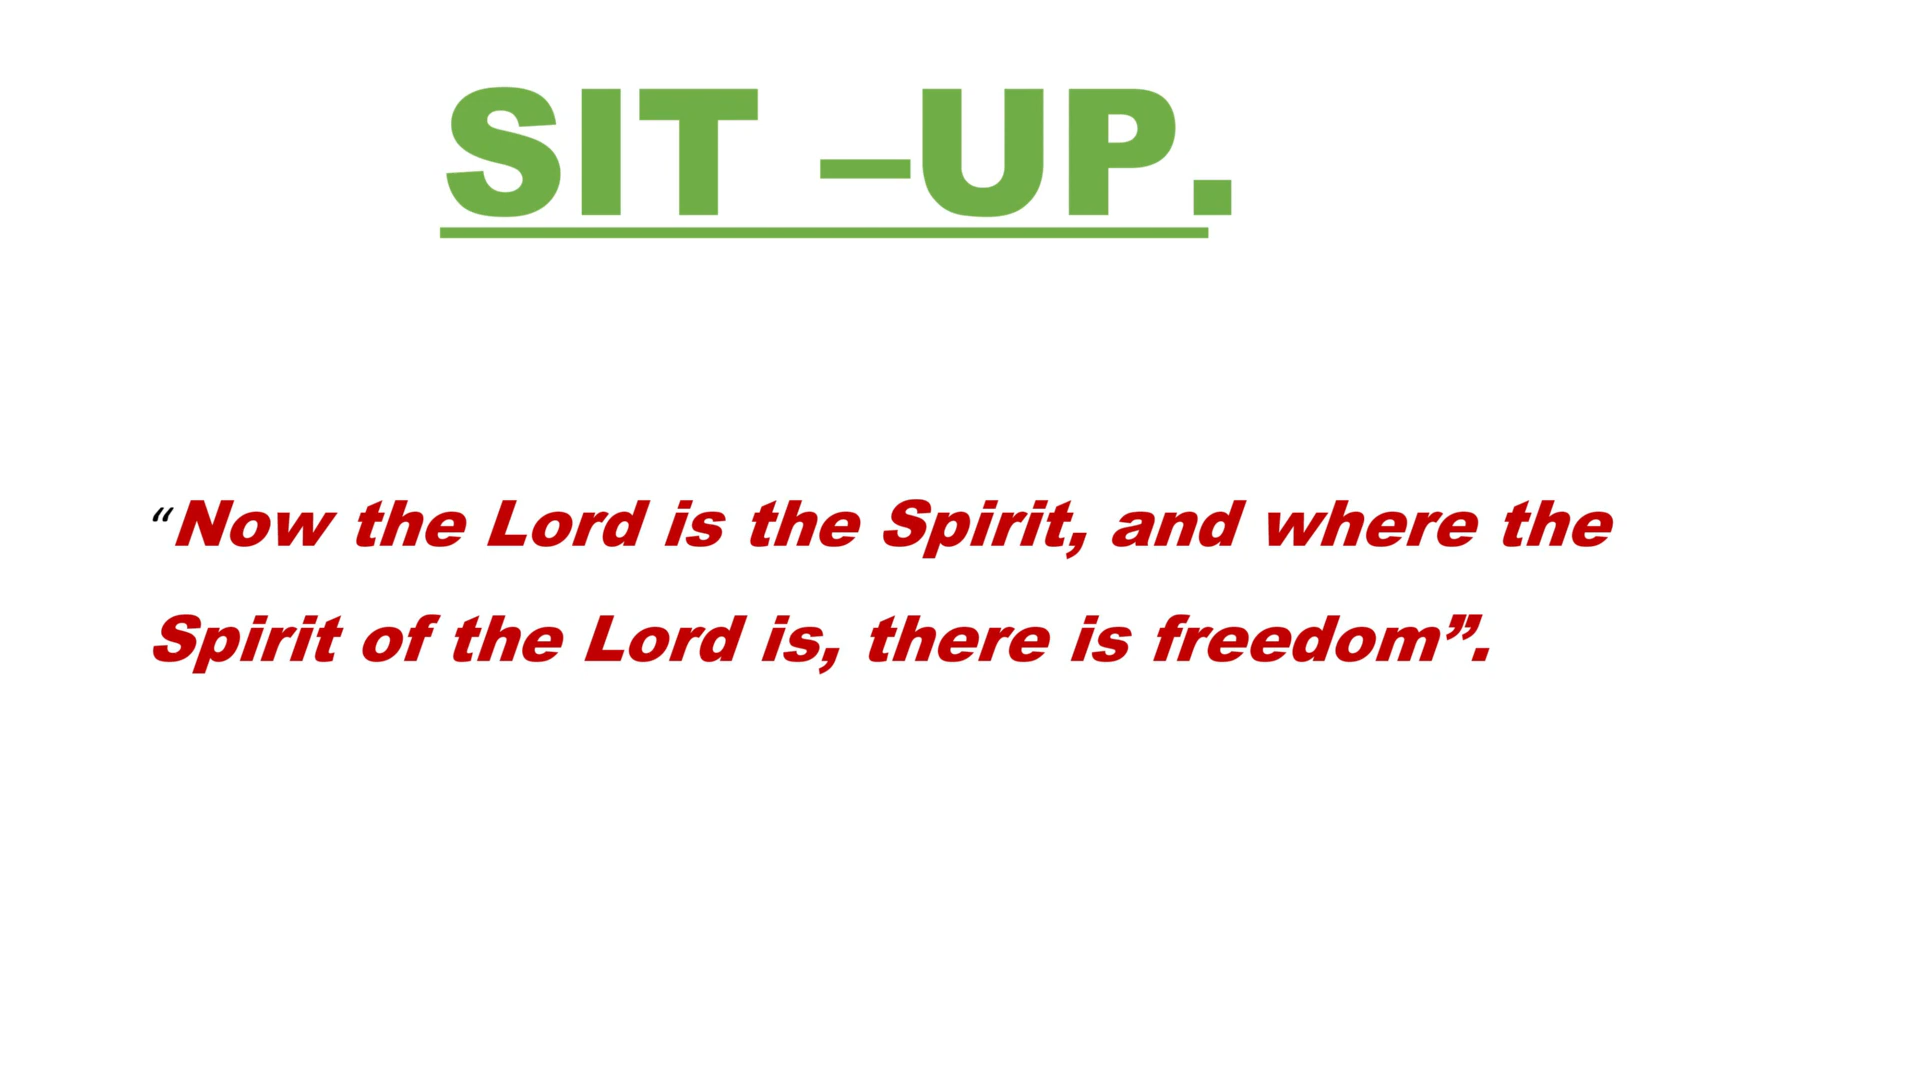 SIT –UP.
“Now the Lord is the Spirit, and where the
Spirit of the Lord is, there is freedom”.